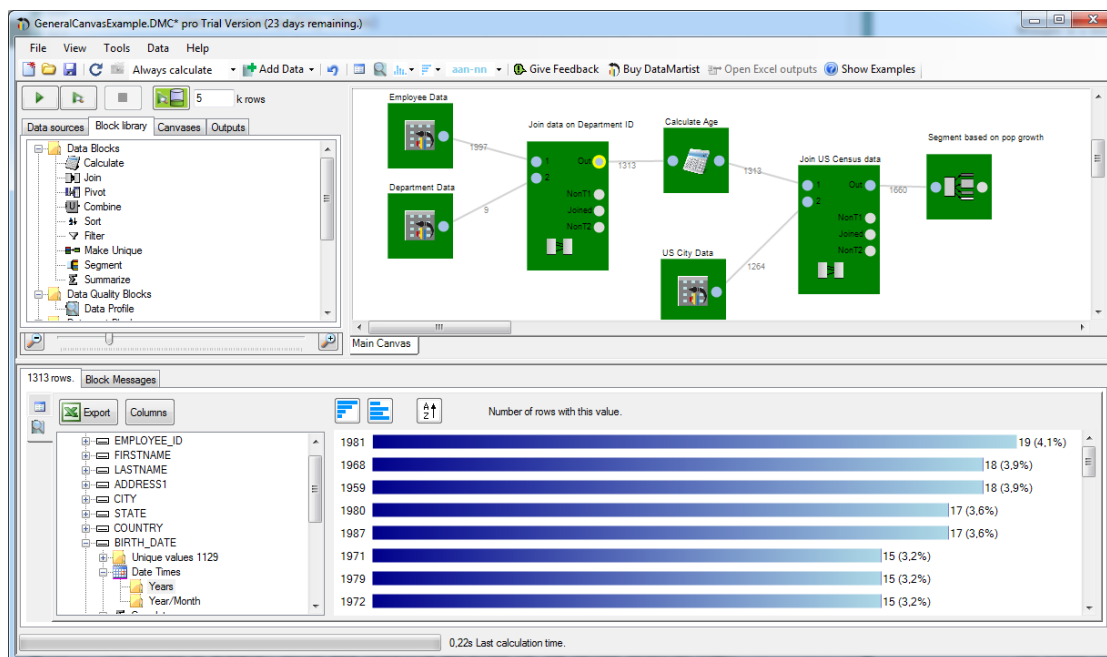 GeneralCanvasExample.DMC* pro Trial Version (23 days remaining.)
File View Tools Data Help
Always calculate Add Data aan-nn Give Feedback Buy DataMartist Open Excel outputs Show Examples
5 k rows
Data sources Block library Canvases Outputs
Data Blocks
Calculate
Join
Pivot
Combine
Sort
Filter
Make Unique
Segment
Summarize
Data Quality Blocks
Data Profile
Employee Data
1997
Department Data
9
Join data on Department ID
1 Out
2
NonT1
Joined
NonT2
1313
Calculate Age
1313
US City Data
1264
Join US Census data
1 Out
2
NonT1
Joined
NonT2
1660
Segment based on pop growth
Main Canvas
1313 rows. Block Messages
Export Columns
A
Z
Number of rows with this value.
EMPLOYEE_ID
FIRSTNAME
LASTNAME
ADDRESS1
CITY
STATE
COUNTRY
BIRTH_DATE
Unique values 1129
Date Times
Years
Year/Month
1981 19 (4,1%)
1968 18 (3,9%)
1959 18 (3,9%)
1980 17 (3,6%)
1987 17 (3,6%)
1971 15 (3,2%)
1979 15 (3,2%)
1972 15 (3,2%)
0,22s Last calculation time.